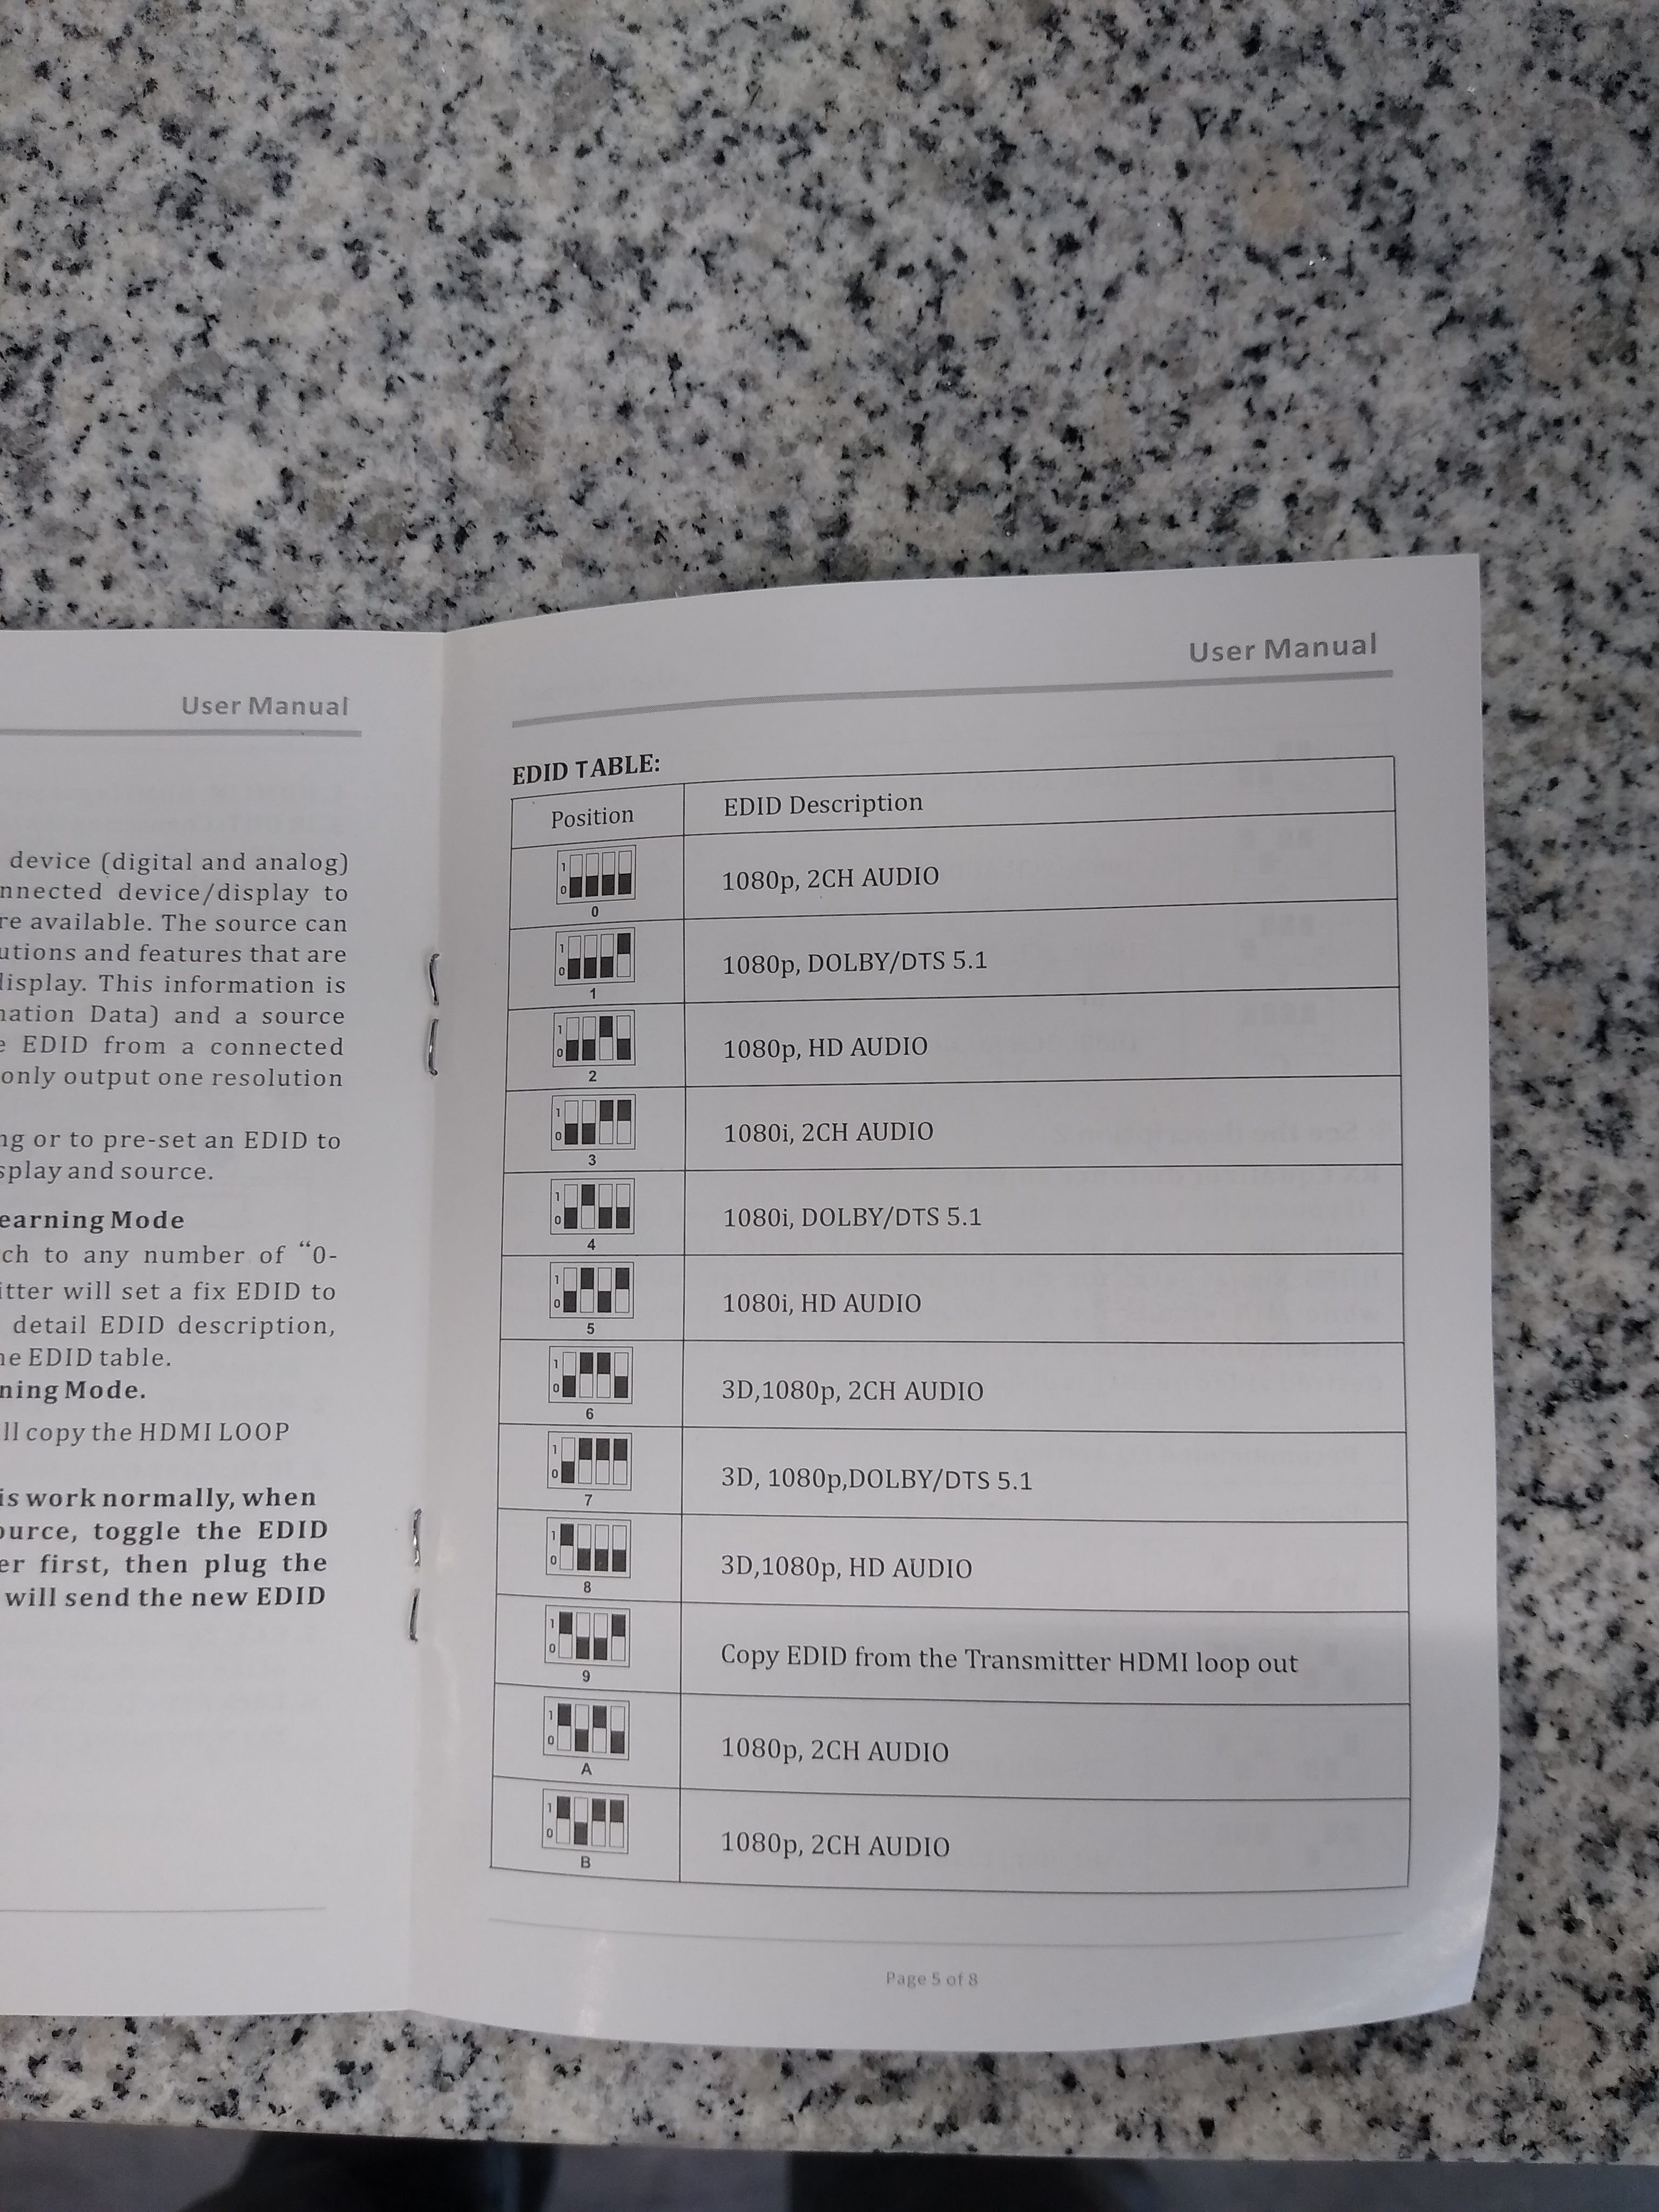 User Manual
device (digital and analog)
nnected device/display to
re available. The source can
utions and features that are
display. This information is
nation Data) and a source
e EDID from a connected
only output one resolution
ng or to pre-set an EDID to
splay and source.
earning Mode
ch to any number of “0-
itter will set a fix EDID to
detail EDID description,
ne EDID table.
ning Mode.
ll copy the HDMI LOOP
is work normally, when
ource, toggle the EDID
er first, then plug the
will send the new EDID
User Manual
EDID TABLE:
Position EDID Description
1
0
0
1080p, 2CH AUDIO
1
0
1
1080p, DOLBY/DTS 5.1
1
0
2
1080p, HD AUDIO
1
0
3
1080i, 2CH AUDIO
1
0
4
1080i, DOLBY/DTS 5.1
1
0
5
1080i, HD AUDIO
1
0
6
3D,1080p, 2CH AUDIO
1
0
7
3D, 1080p,DOLBY/DTS 5.1
1
0
8
3D,1080p, HD AUDIO
1
0
9
Copy EDID from the Transmitter HDMI loop out
1
0
A
1080p, 2CH AUDIO
1
0
B
1080p, 2CH AUDIO
Page 5 of 8